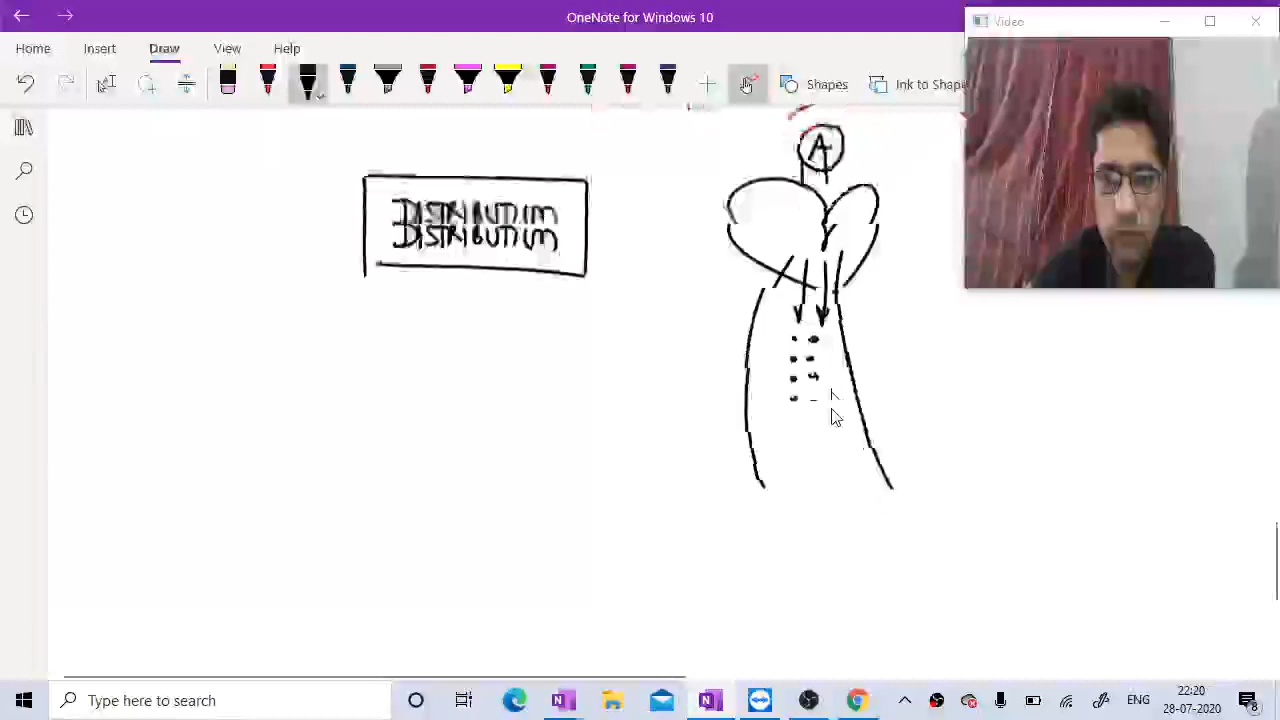 OneNote for Windows 10
Video
Home Insert Draw View Help
Shapes
Ink to Shape
A
DISTRIBUTION
DISTRIBUTION
Type here to search
ENG
22:20
28-07-2020
8